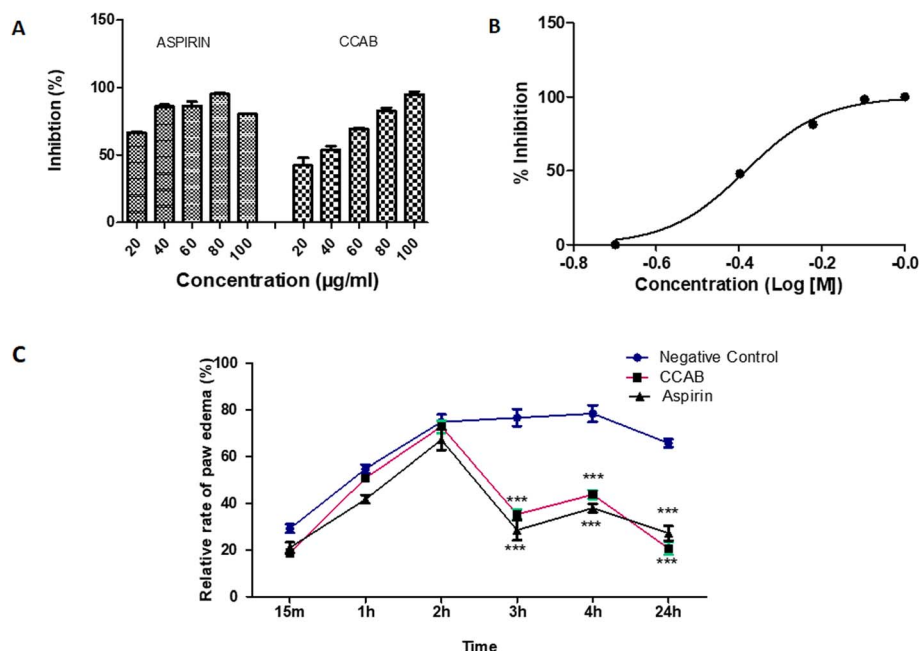 A
150
100
50
0
Inhibtion (%)
ASPIRIN
CCAB
20 40 60 80 100 20 40 60 80 100
Concentration (µg/ml)
B
150
100
50
0
% Inhibition
-0.8 -0.6 -0.4 -0.2 -0.0
Concentration (Log [M])
C
100
80
60
40
20
0
Relative rate of paw edema (%)
Negative Control
CCAB
Aspirin
***
***
***
***
***
***
15m 1h 2h 3h 4h 24h
Time